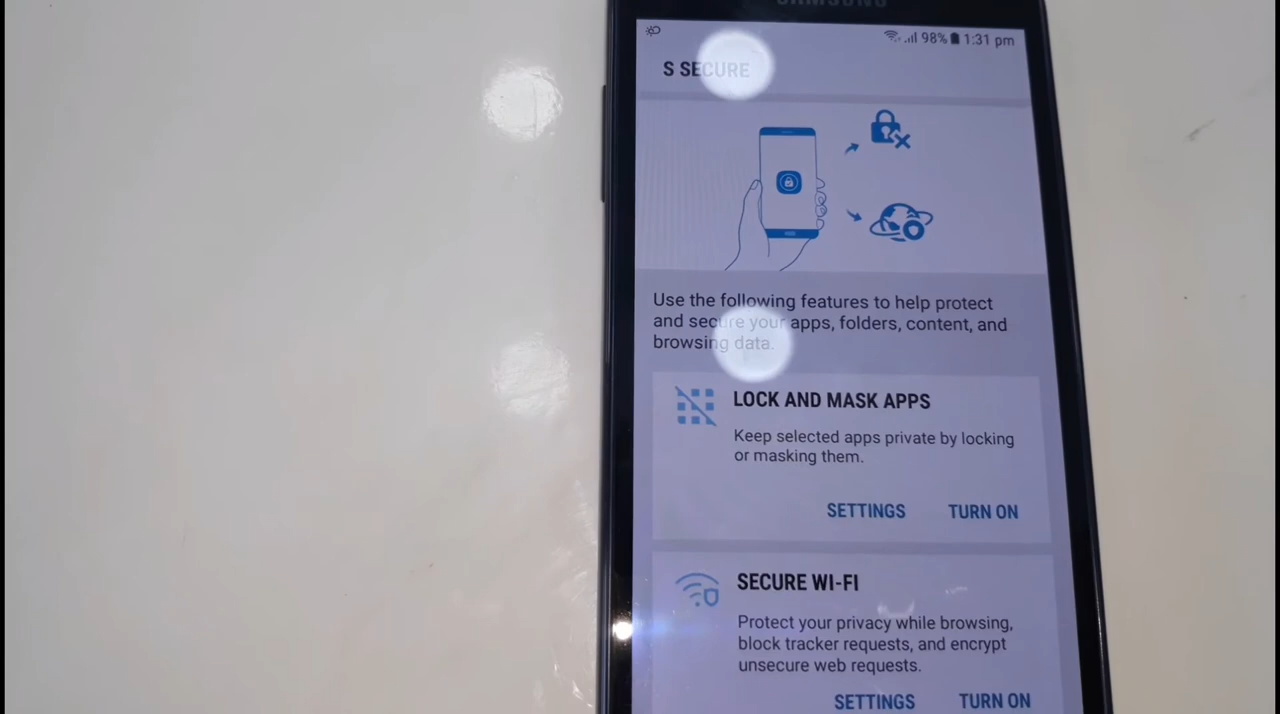 SAMSUNG
98% 1:31 pm
S SECURE
Use the following features to help protect
and secure your apps, folders, content, and
browsing data.
LOCK AND MASK APPS
Keep selected apps private by locking
or masking them.
SETTINGS TURN ON
SECURE WI-FI
Protect your privacy while browsing,
block tracker requests, and encrypt
unsecure web requests.
SETTINGS TURN ON